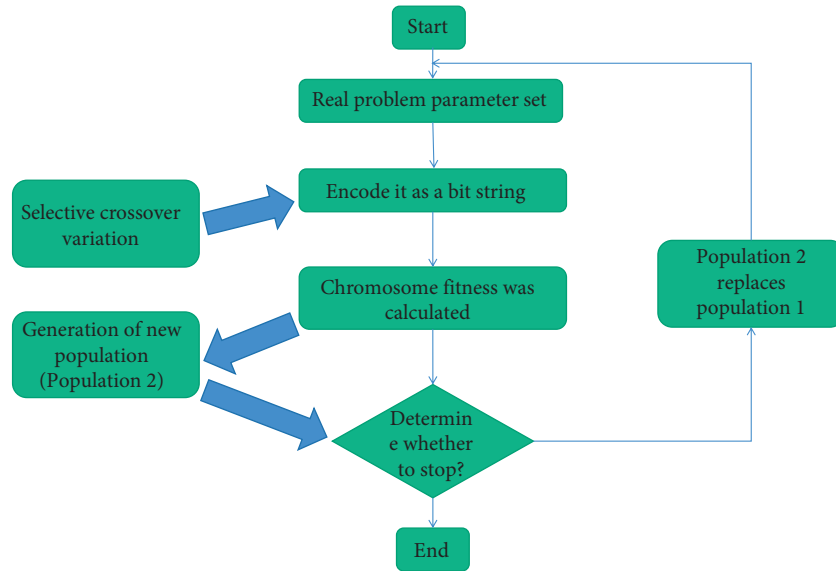 Start
Real problem parameter set
Encode it as a bit string
Selective crossover
variation
Chromosome fitness was
calculated
Population 2
replaces
population 1
Generation of new
population
(Population 2)
Determin
e whether
to stop?
End